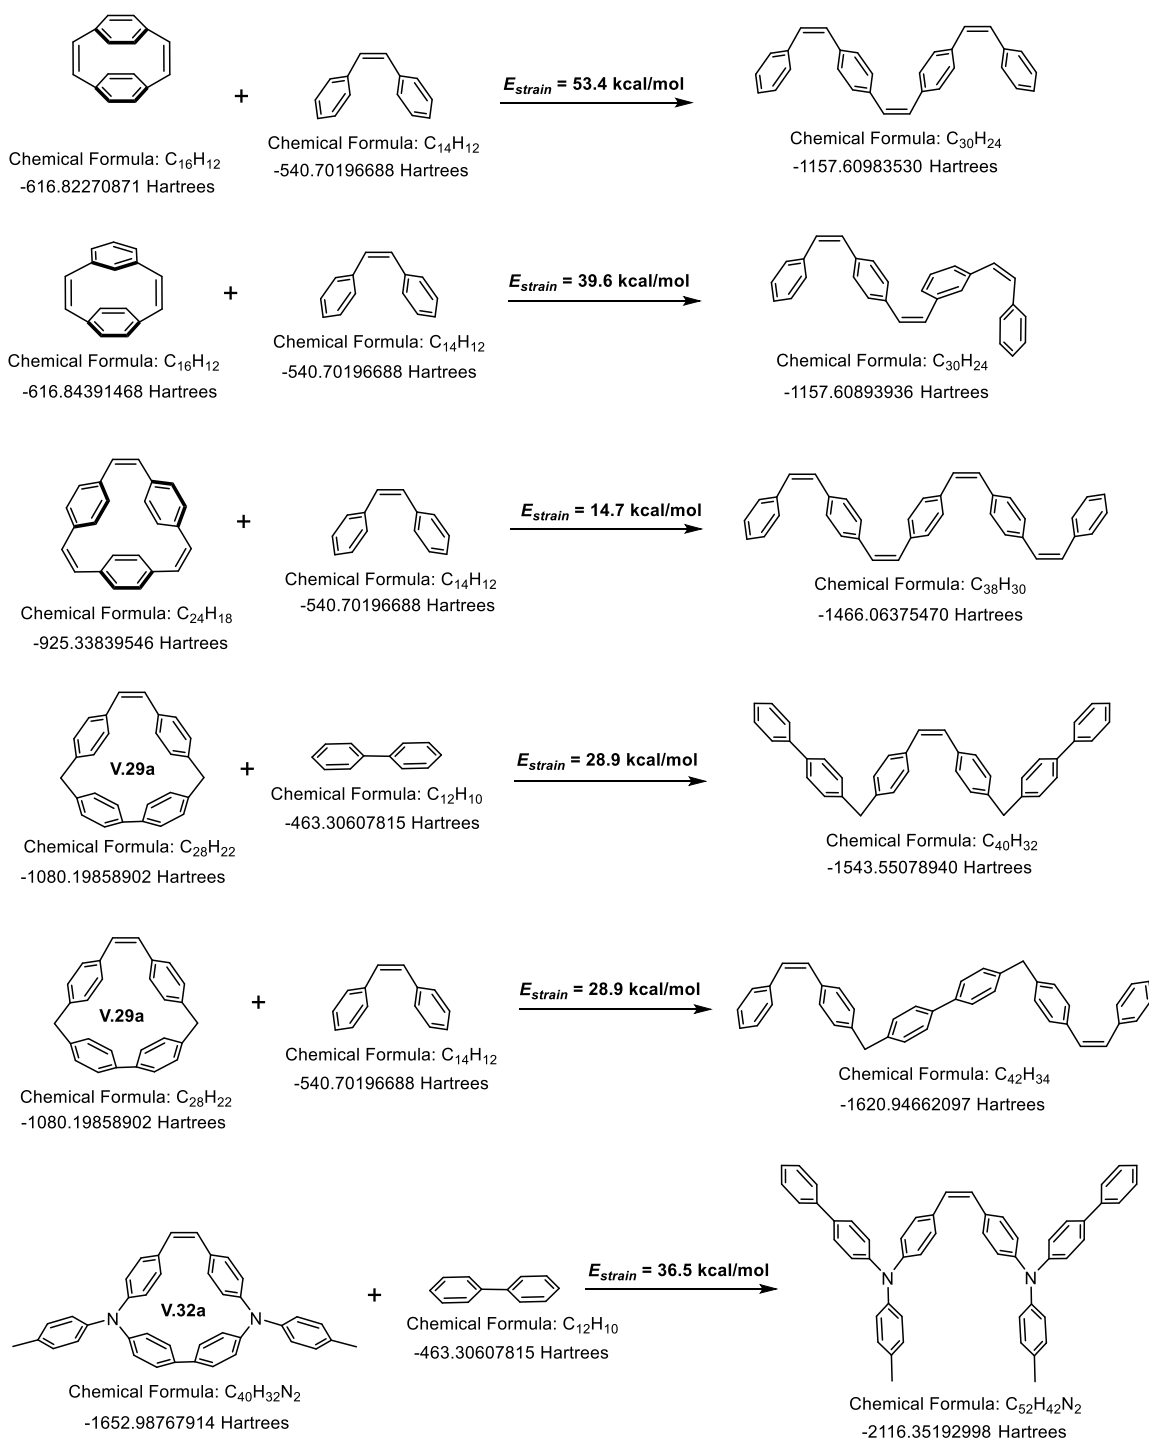 E_strain = 53.4 kcal/mol
+
Chemical Formula: C₁₆H₁₂
-616.82270871 Hartrees
Chemical Formula: C₁₄H₁₂
-540.70196688 Hartrees
Chemical Formula: C₃₀H₂₄
-1157.60983530 Hartrees
E_strain = 39.6 kcal/mol
+
Chemical Formula: C₁₆H₁₂
-616.84391468 Hartrees
Chemical Formula: C₁₄H₁₂
-540.70196688 Hartrees
Chemical Formula: C₃₀H₂₄
-1157.60893936 Hartrees
E_strain = 14.7 kcal/mol
+
Chemical Formula: C₂₄H₁₈
-925.33839546 Hartrees
Chemical Formula: C₁₄H₁₂
-540.70196688 Hartrees
Chemical Formula: C₃₈H₃₀
-1466.06375470 Hartrees
V.29a
+
E_strain = 28.9 kcal/mol
Chemical Formula: C₂₈H₂₂
-1080.19858902 Hartrees
Chemical Formula: C₁₂H₁₀
-463.30607815 Hartrees
Chemical Formula: C₄₀H₃₂
-1543.55078940 Hartrees
V.29a
+
E_strain = 28.9 kcal/mol
Chemical Formula: C₂₈H₂₂
-1080.19858902 Hartrees
Chemical Formula: C₁₄H₁₂
-540.70196688 Hartrees
Chemical Formula: C₄₂H₃₄
-1620.94662097 Hartrees
N
V.32a
N
+
E_strain = 36.5 kcal/mol
N
N
Chemical Formula: C₄₀H₃₂N₂
-1652.98767914 Hartrees
Chemical Formula: C₁₂H₁₀
-463.30607815 Hartrees
Chemical Formula: C₅₂H₄₂N₂
-2116.35192998 Hartrees